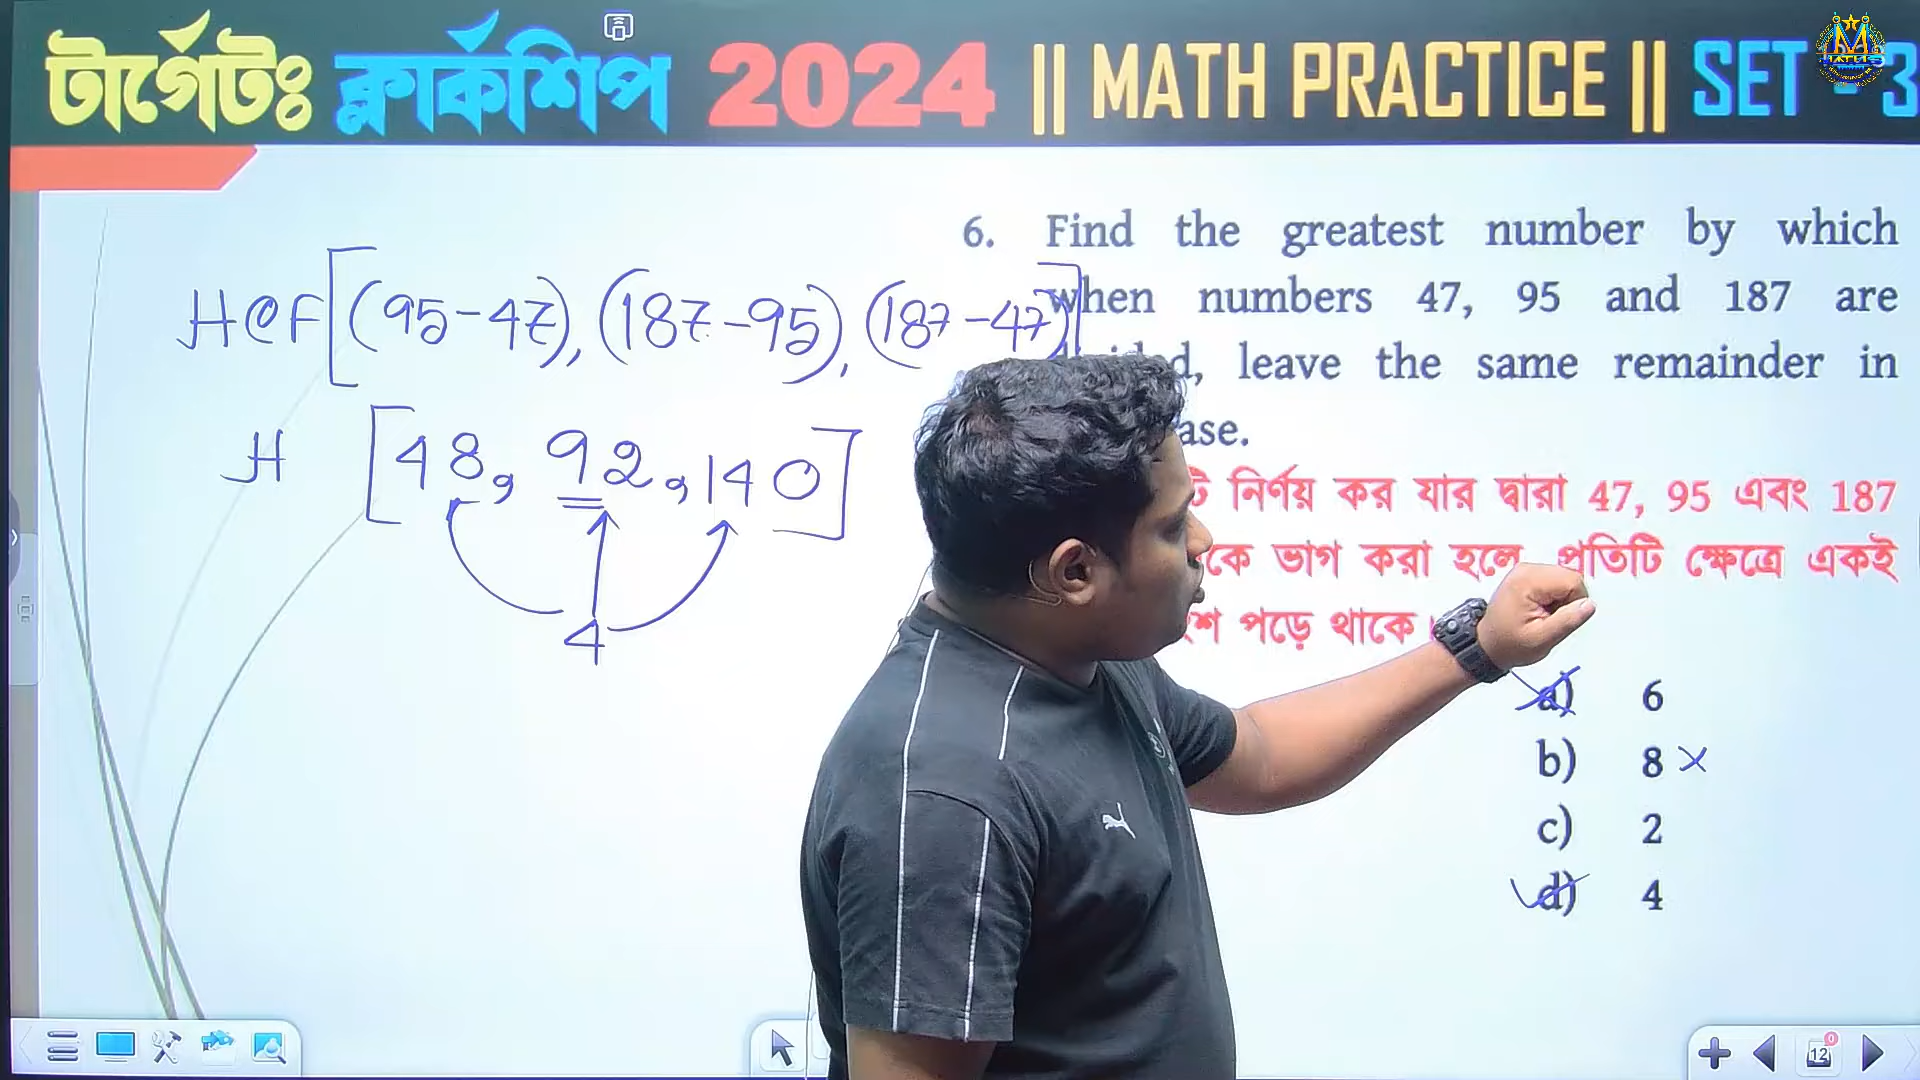 টার্গেটঃ ক্লার্কশিপ 2024 || MATH PRACTICE || SET - 3
HCF [(95-47), (187-95), (187-47)]
H [48, 92, 140]
4
6. Find the greatest number by which
when numbers 47, 95 and 187 are
leave the same remainder in
নির্ণয় কর যার দ্বারা 47, 95 এবং 187
কে ভাগ করা হলে প্রতিটি ক্ষেত্রে একই
পড়ে থাকে।
a) 6
b) 8 ×
c) 2
d) 4
12